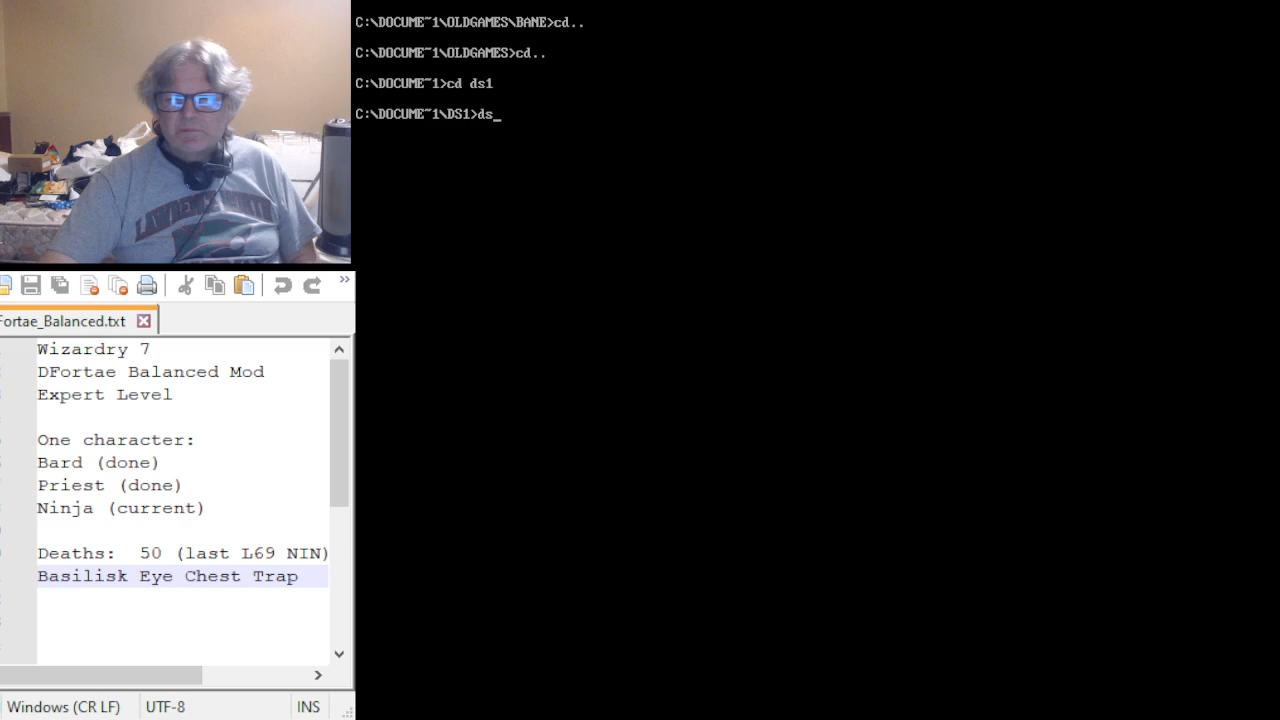 C:\DOCUME~1\OLDGAMES\BANE>cd..
C:\DOCUME~1\OLDGAMES>cd..
C:\DOCUME~1>cd ds1
C:\DOCUME~1\DS1>ds_
Fortae_Balanced.txt
Wizardry 7
DFortae Balanced Mod
Expert Level
One character:
Bard (done)
Priest (done)
Ninja (current)
Deaths:  50 (last L69 NIN)
Basilisk Eye Chest Trap
Windows (CR LF) UTF-8 INS